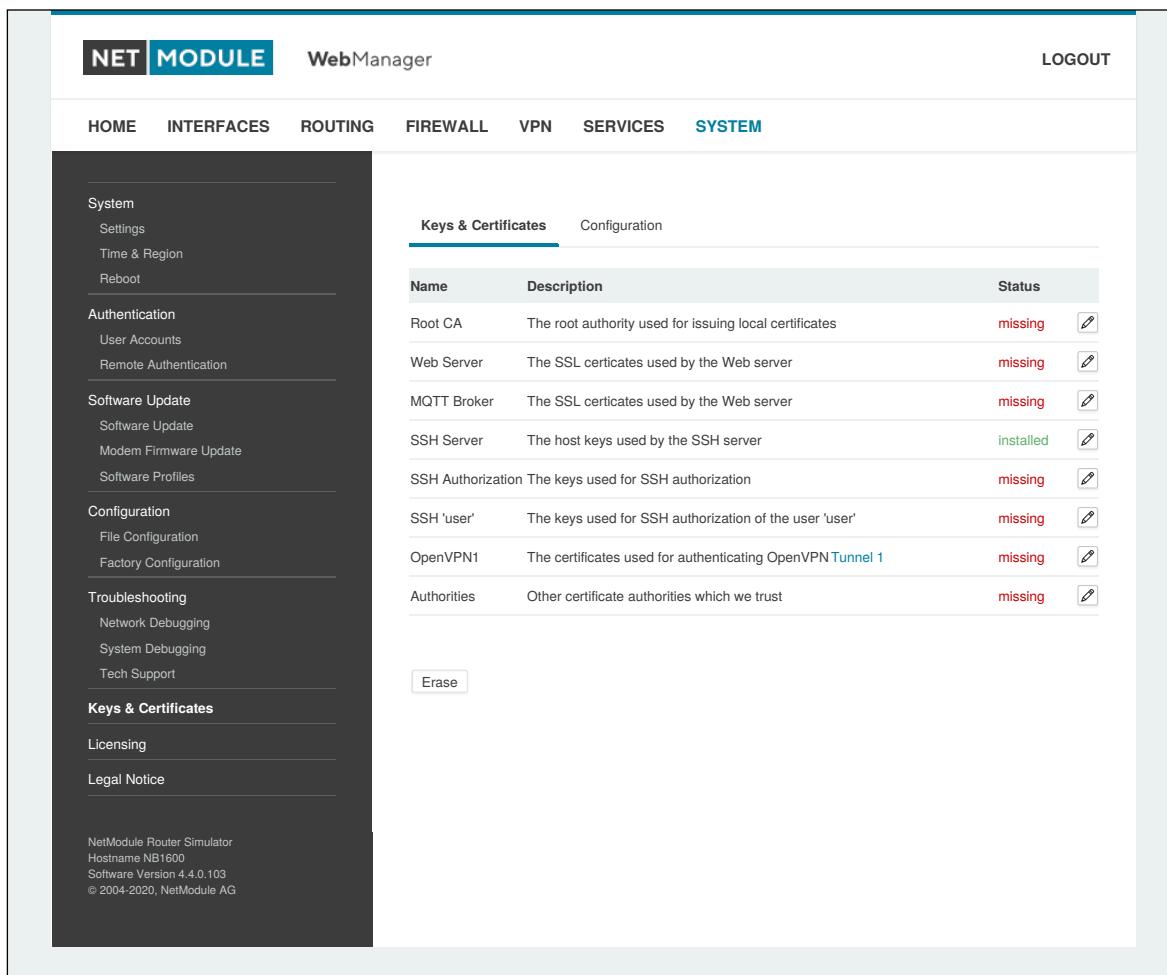 NET MODULE WebManager LOGOUT
HOME INTERFACES ROUTING FIREWALL VPN SERVICES SYSTEM
System
Settings
Time & Region
Reboot
Authentication
User Accounts
Remote Authentication
Software Update
Software Update
Modem Firmware Update
Software Profiles
Configuration
File Configuration
Factory Configuration
Troubleshooting
Network Debugging
System Debugging
Tech Support
Keys & Certificates
Licensing
Legal Notice
NetModule Router Simulator
Hostname NB1600
Software Version 4.4.0.103
© 2004-2020, NetModule AG
Keys & Certificates Configuration
Name Description Status
Root CA The root authority used for issuing local certificates missing
Web Server The SSL certicates used by the Web server missing
MQTT Broker The SSL certicates used by the Web server missing
SSH Server The host keys used by the SSH server installed
SSH Authorization The keys used for SSH authorization missing
SSH 'user' The keys used for SSH authorization of the user 'user' missing
OpenVPN1 The certificates used for authenticating OpenVPN Tunnel 1 missing
Authorities Other certificate authorities which we trust missing
Erase